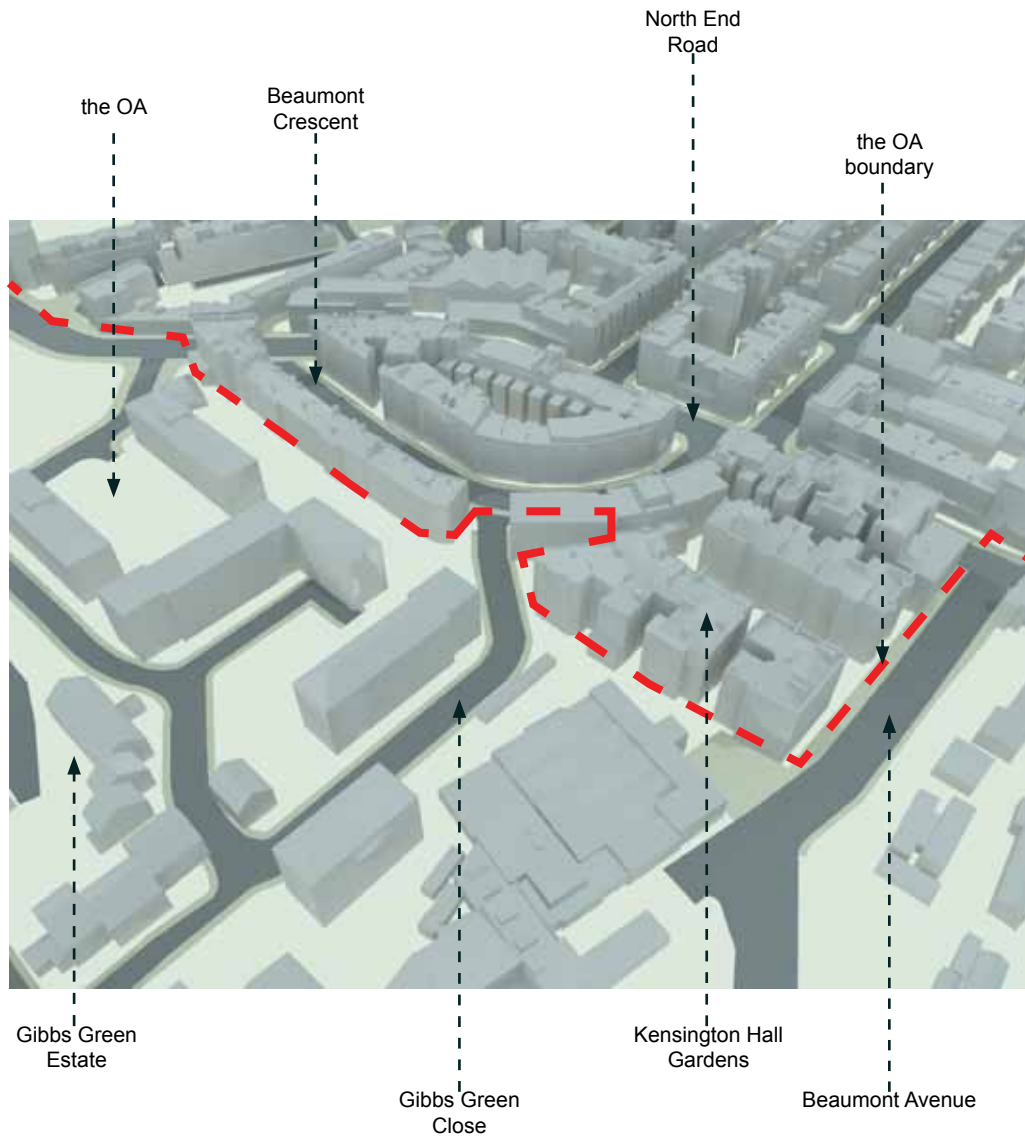 North End
Road
the OA
Beaumont
Crescent
the OA
boundary
Gibbs Green
Estate
Kensington Hall
Gardens
Gibbs Green
Close
Beaumont Avenue